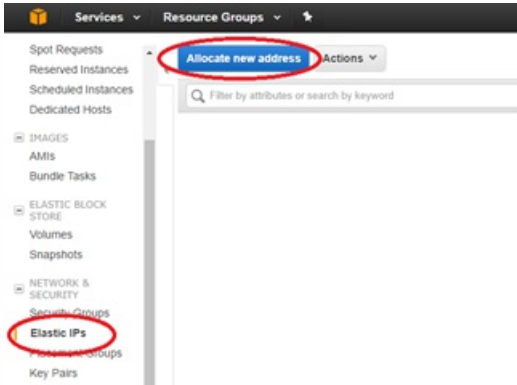 Services Resource Groups
Spot Requests
Reserved Instances
Scheduled Instances
Dedicated Hosts
IMAGES
AMIs
Bundle Tasks
ELASTIC BLOCK
STORE
Volumes
Snapshots
NETWORK &
SECURITY
Security Groups
Elastic IPs
Placement Groups
Key Pairs
Allocate new address Actions
Filter by attributes or search by keyword